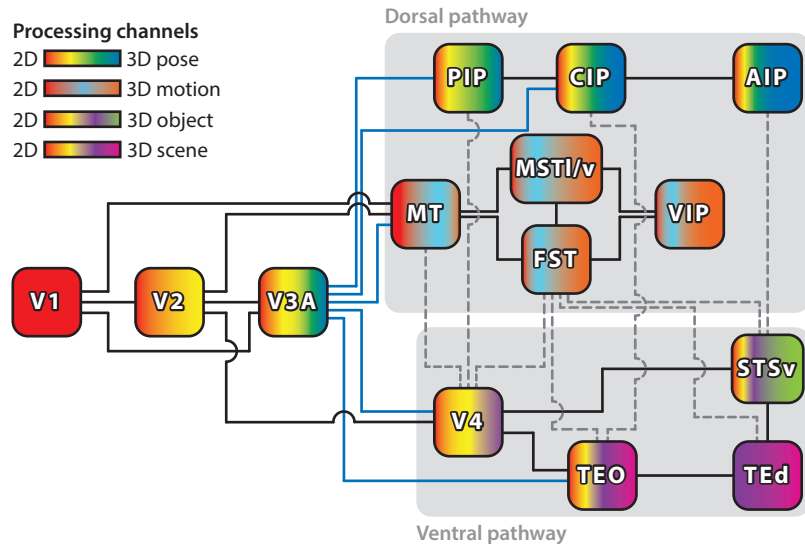 Dorsal pathway
Processing channels
2D 3D pose
2D 3D motion
2D 3D object
2D 3D scene
PIP
CIP
AIP
MSTl/v
MT
VIP
FST
V1
V2
V3A
STSv
V4
TEO
TEd
Ventral pathway